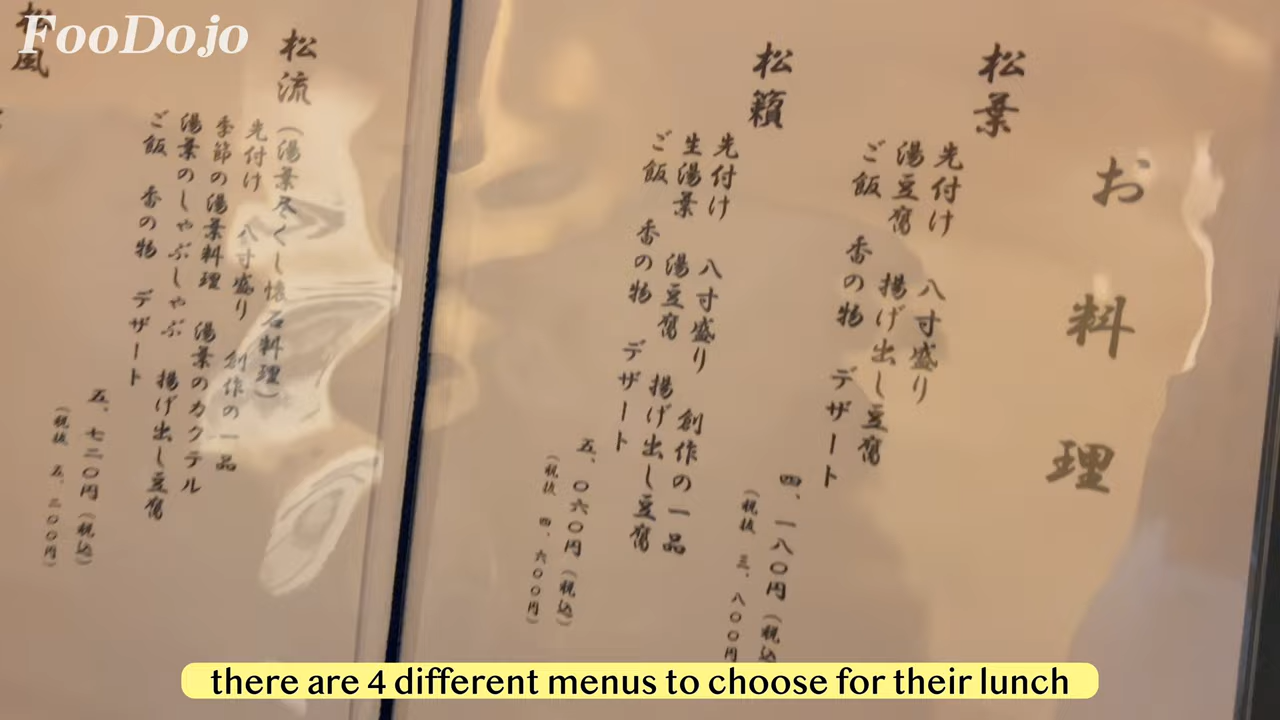 FooDojo
お料理
松葉
先付け 八寸盛り
湯豆腐 揚げ出し豆腐
ご飯 香の物 デザート
四、一八〇円（税込
（税抜 三、八〇〇円
松籟
先付け 八寸盛り 創作の一品
生湯葉 湯豆腐 揚げ出し豆腐
ご飯 香の物 デザート
五、〇六〇円（税込）
（税抜 四、六〇〇円）
松流（湯葉尽くし懐石料理）
先付け 八寸盛り 創作の一品
季節の湯葉料理 湯葉のカクテル
湯葉のしゃぶしゃぶ 揚げ出し豆腐
ご飯 香の物 デザート
五、七二〇円（税込）
（税抜 五、二〇〇円）
松風
there are 4 different menus to choose for their lunch